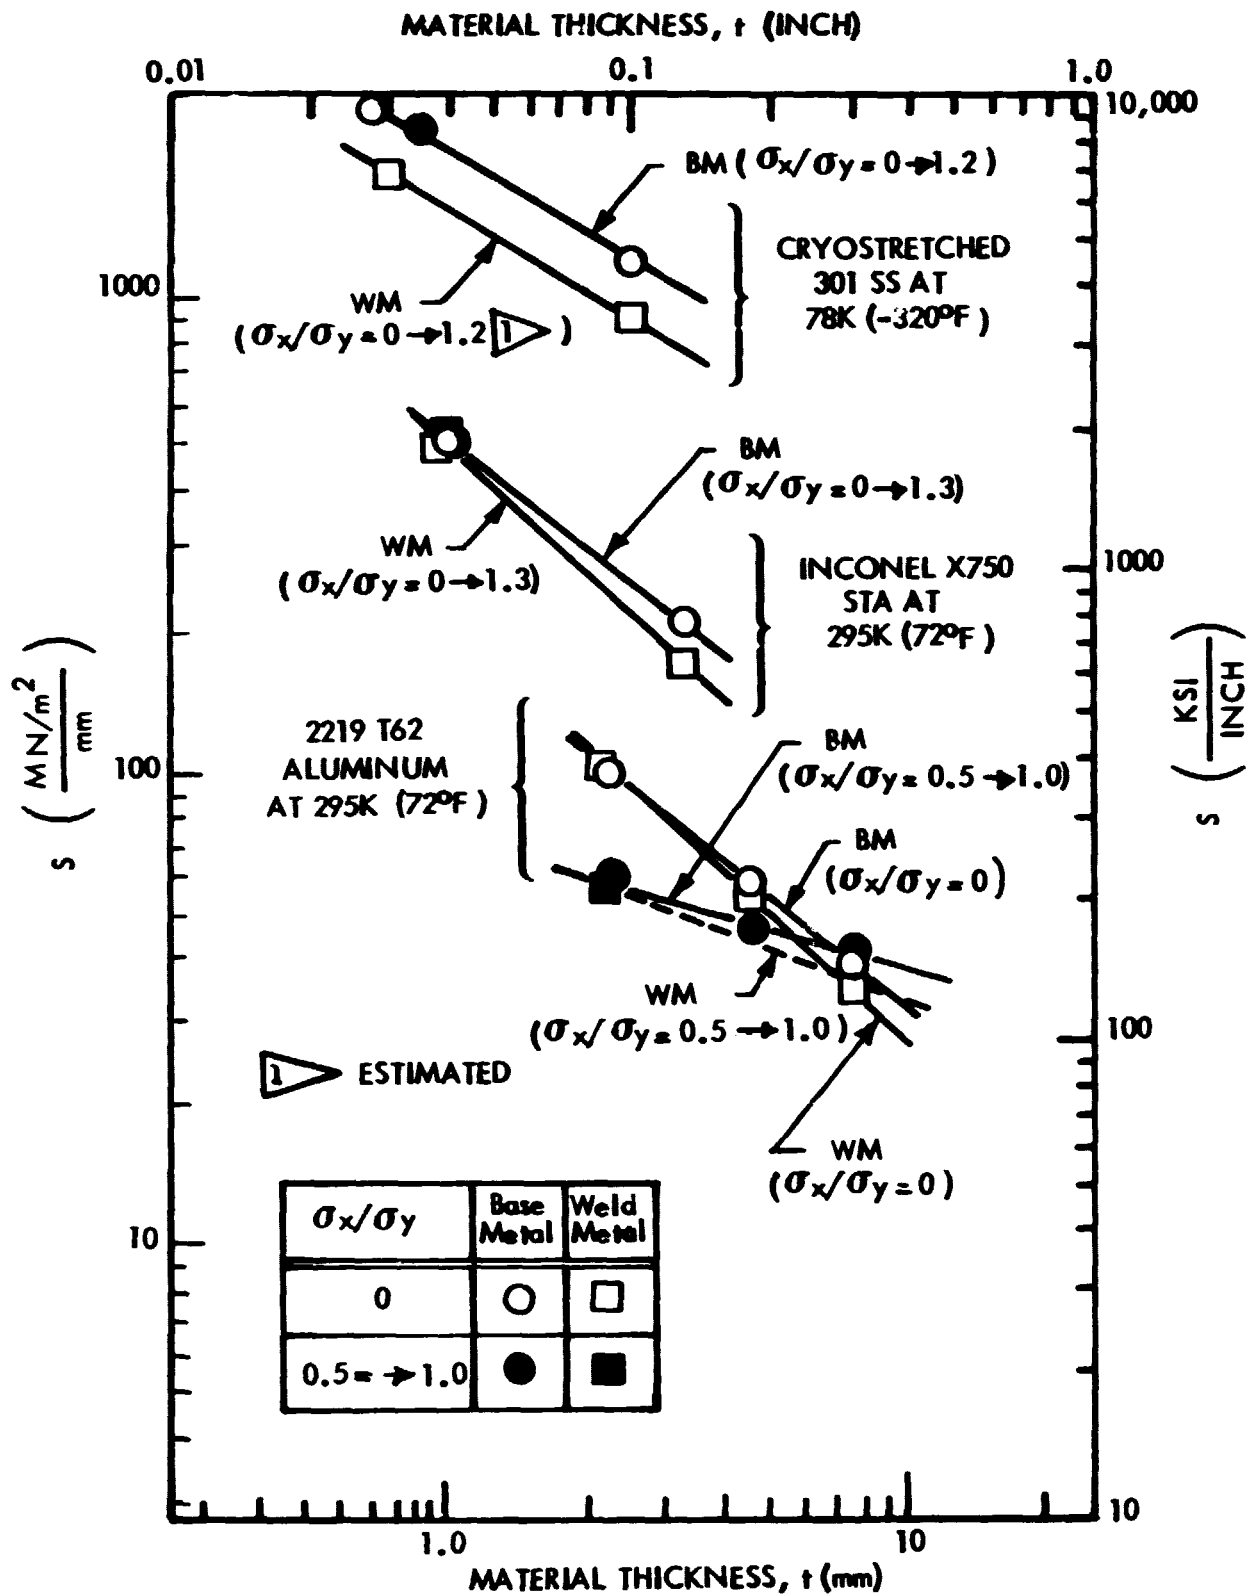 MATERIAL THICKNESS, t (INCH)
0.01 0.1 1.0
10,000
BM (σx/σy = 0→1.2)
CRYOSTRETCHED
301 SS AT
78K (-320°F)
1000
WM
(σx/σy = 0→1.2 1)
BM
(σx/σy = 0→1.3)
WM
(σx/σy = 0→1.3)
INCONEL X750
STA AT
295K (72°F)
1000
S (MN/m²
mm)
S (KSI
INCH)
2219 T62
ALUMINUM
AT 295K (72°F)
100
BM
(σx/σy = 0.5→1.0)
BM
(σx/σy = 0)
WM
(σx/σy = 0.5→1.0)
100
1 ESTIMATED
WM
(σx/σy = 0)
σx/σy Base Metal Weld Metal
0
0.5= →1.0
10
10
1.0 10
MATERIAL THICKNESS, t (mm)